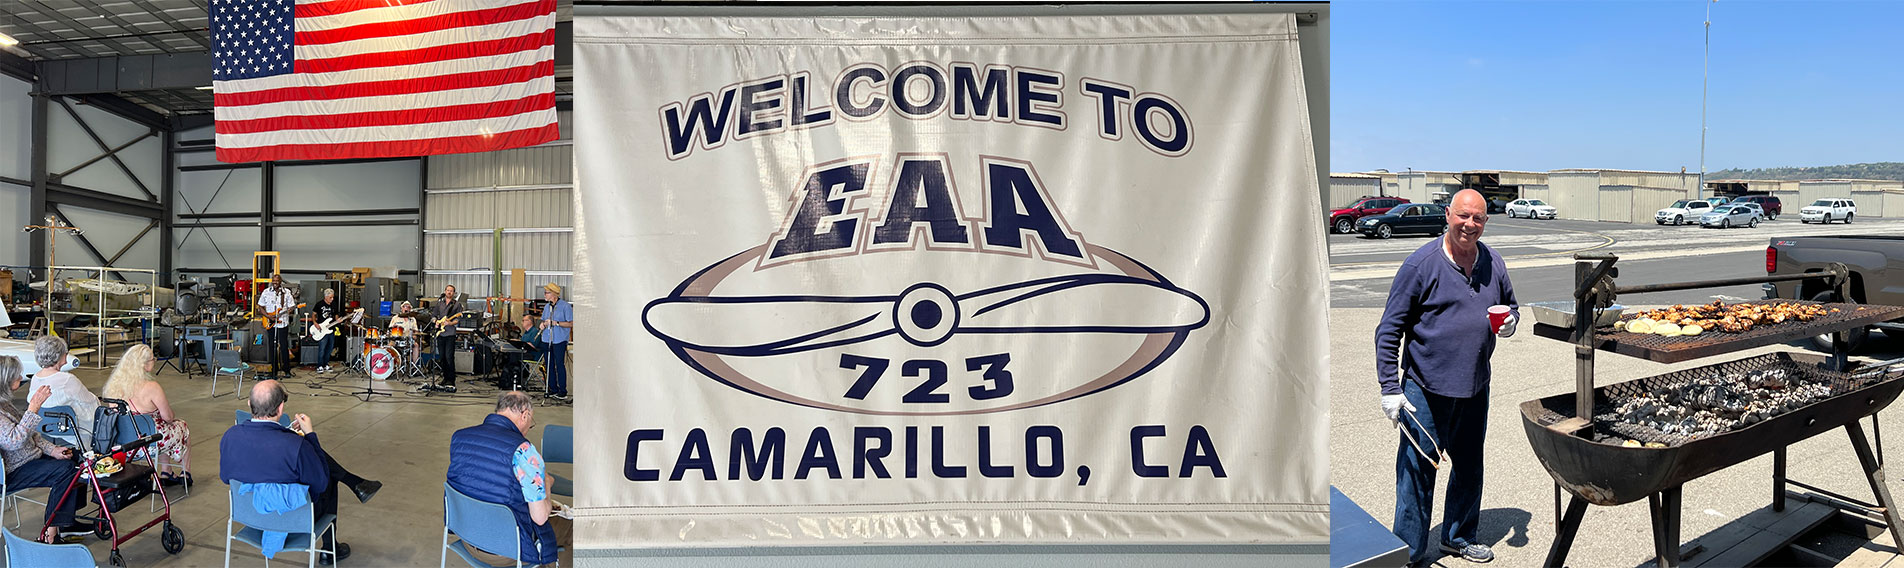 WELCOME TO
EAA
723
CAMARILLO, CA